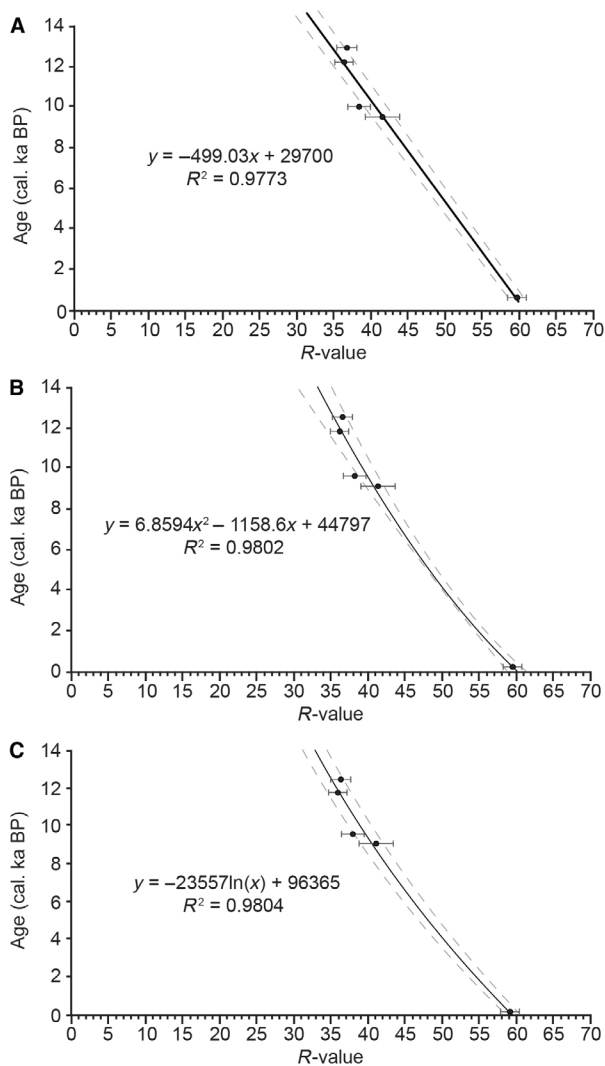 A
14
12
10
8
6
4
2
0
Age (cal. ka BP)
y = –499.03x + 29700
R² = 0.9773
0 5 10 15 20 25 30 35 40 45 50 55 60 65 70
R-value
B
14
12
10
8
6
4
2
0
Age (cal. ka BP)
y = 6.8594x² – 1158.6x + 44797
R² = 0.9802
0 5 10 15 20 25 30 35 40 45 50 55 60 65 70
R-value
C
14
12
10
8
6
4
2
0
Age (cal. ka BP)
y = –23557ln(x) + 96365
R² = 0.9804
0 5 10 15 20 25 30 35 40 45 50 55 60 65 70
R-value